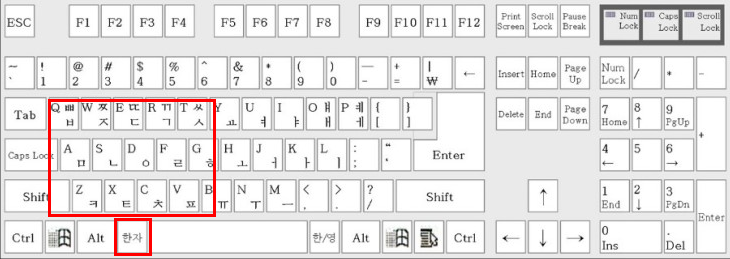 ESC F1 F2 F3 F4 F5 F6 F7 F8 F9 F10 F11 F12 Print Screen Scroll Lock Pause Break Num Lock Caps Lock Scroll Lock
~ ` ! 1 @ 2 # 3 $ 4 % 5 ^ 6 & 7 * 8 ( 9 ) 0 — - + = | ₩ ← Insert Home Page Up Num Lock / * -
Tab Q ㅃ ㅂ W ㅉ ㅈ E ㄸ ㄷ R ㄲ ㄱ T ㅆ ㅅ Y ㅛ U ㅕ I ㅑ O ㅒ ㅐ P ㅖ ㅔ { [ } ] Delete End Page Down 7 Home 8 ↑ 9 PgUp +
Caps Lock A ㅁ S ㄴ D ㅇ F ㄹ G ㅎ H ㅗ J ㅓ K ㅏ L ㅣ : ; “ ‘ Enter 4 ← 5 6 →
Shift Z ㅋ X ㅌ C ㅊ V ㅍ B ㅠ N ㅜ M ㅡ < , > . ? / Shift ↑ 1 End 2 ↓ 3 PgDn Enter
Ctrl Alt 한자 한/영 Alt Ctrl ← ↓ → 0 Ins . Del